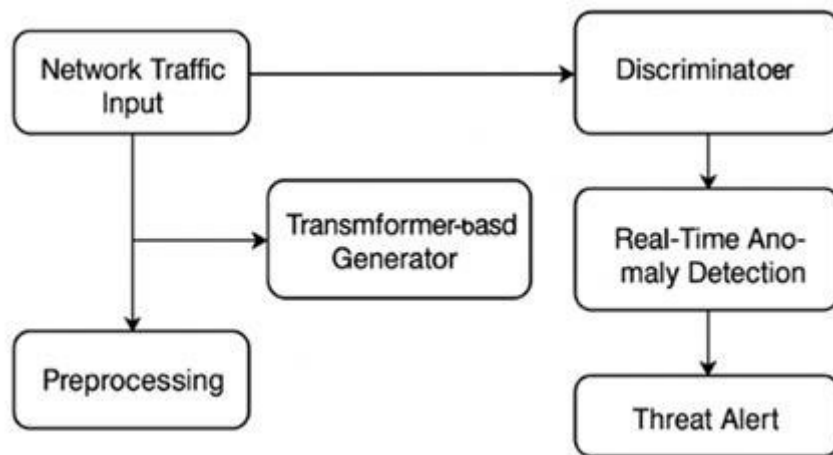 Network Traffic
Input
Discriminatoer
Transmformer-basd
Generator
Real-Time Ano-
maly Detection
Preprocessing
Threat Alert